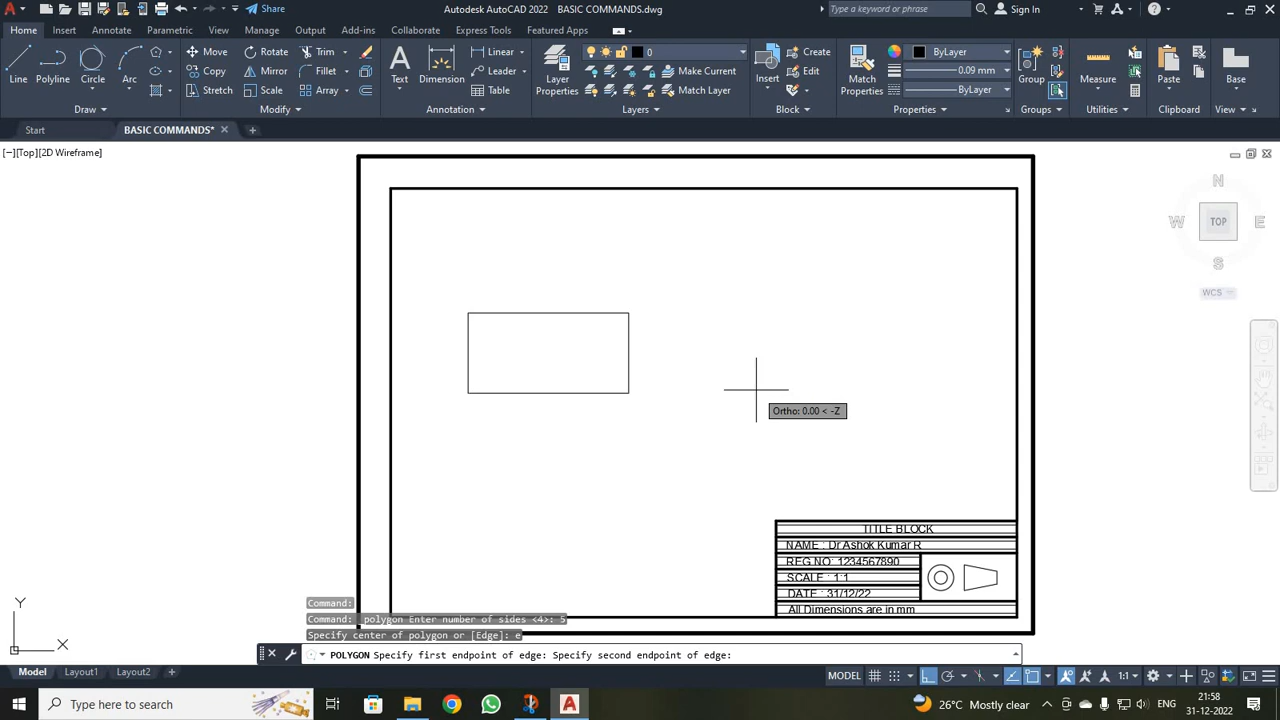 Share
Autodesk AutoCAD 2022 BASIC COMMANDS.dwg
Type a keyword or phrase
Sign In
Home Insert Annotate Parametric View Manage Output Add-ins Collaborate Express Tools Featured Apps
Line
Polyline
Circle
Arc
Draw
Move Rotate Trim
Copy Mirror Fillet
Stretch Scale Array
Modify
Text
Dimension
Linear
Leader
Table
Annotation
Layer
Properties
0
Make Current
Match Layer
Layers
Insert
Create
Edit
Block
Match
Properties
ByLayer
0.09 mm
ByLayer
Properties
Group
Groups
Measure
Utilities
Paste
Clipboard
Base
View
Start
BASIC COMMANDS*
[−][Top][2D Wireframe]
N
W TOP E
S
WCS
Ortho: 0.00 < -Z
TITLE BLOCK
NAME : Dr Ashok Kumar R
REG NO: 1234567890
SCALE : 1:1
DATE : 31/12/22
All Dimensions are in mm
Y
X
Command:
Command: _polygon Enter number of sides <4>: 5
Specify center of polygon or [Edge]: e
POLYGON Specify first endpoint of edge: Specify second endpoint of edge:
Model Layout1 Layout2
MODEL
1:1
Type here to search
26°C Mostly clear
ENG
21:58
31-12-2022